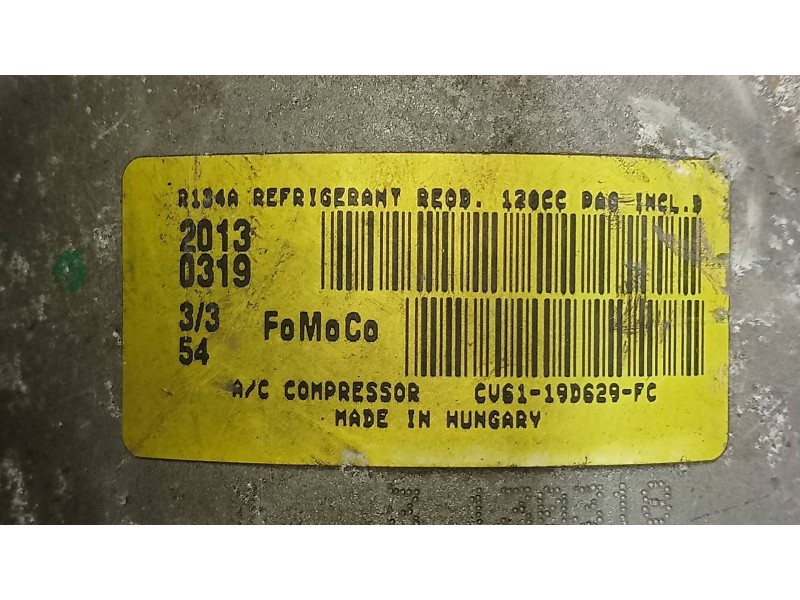 R134A REFRIGERANT REQD. 120CC PAG INCL.D
2013
0319
3/3
54
FoMoCo
A/C COMPRESSOR CV61-19D629-FC
MADE IN HUNGARY